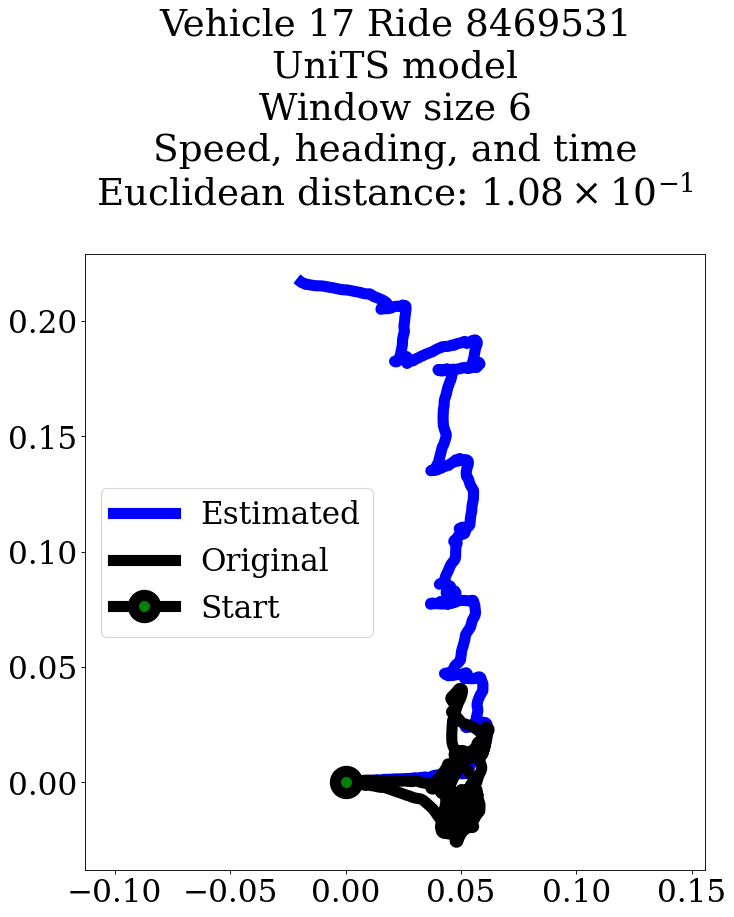 Vehicle 17 Ride 8469531
UniTS model
Window size 6
Speed, heading, and time
Euclidean distance: 1.08 × 10⁻¹
0.20
0.15
0.10
0.05
0.00
Estimated
Original
Start
−0.10 −0.05 0.00 0.05 0.10 0.15